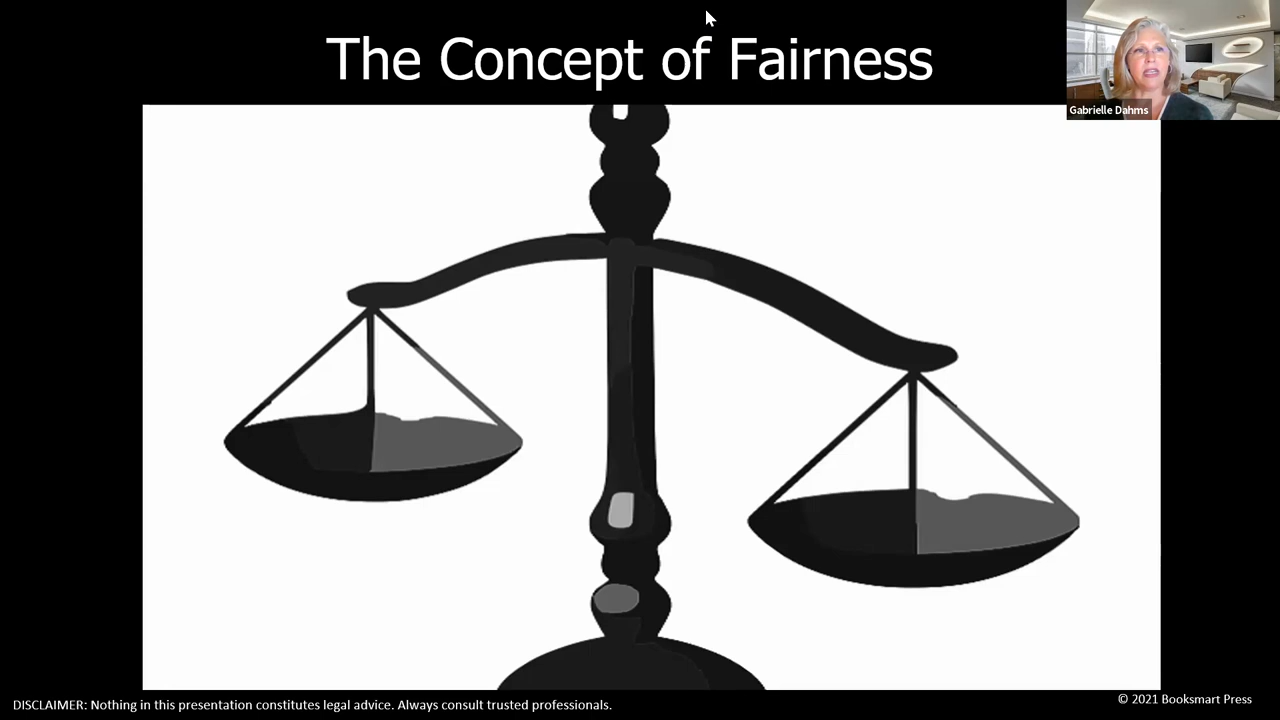 The Concept of Fairness
Gabrielle Dahms
DISCLAIMER: Nothing in this presentation constitutes legal advice. Always consult trusted professionals.
© 2021 Booksmart Press